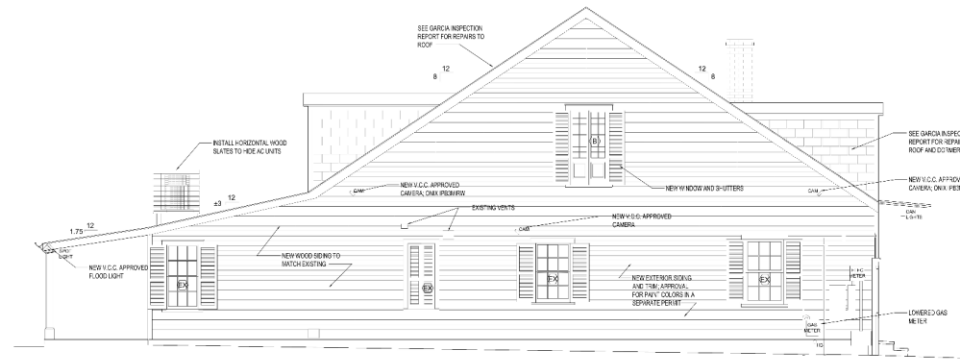 SEE GARCIA INSPECTION
REPORT FOR REPAIRS TO
ROOF
12
8
12
8
INSTALL HORIZONTAL WOOD
SLATES TO HIDE AC UNITS
SEE GARCIA INSPEC
REPORT FOR REPAI
ROOF AND DORMER
B
NEW V.C.C. APPROVED
CAMERA; ONIX
NEW WINDOW AND SHUTTERS
CAM
NEW V.C.C. APPROV
CAMERA; ONIX
12
±3
EXISTING VENTS
NEW V.C.C. APPROVED
CAMERA
CAM
CAN
LIGHTS
12
1.75
LIGHT
NEW V.C.C. APPROVED
FLOOD LIGHT
NEW WOOD SIDING TO
MATCH EXISTING
EX
EX
EX
EX
NEW EXTERIOR SIDING
AND TRIM; APPROVAL
FOR PAINT COLORS IN A
SEPARATE PERMIT
METER
LOWERED GAS
METER
GAS
METER